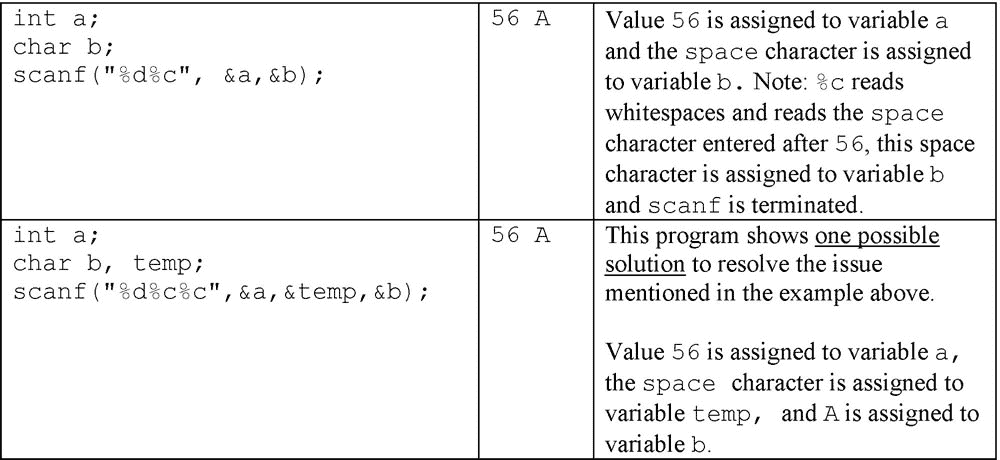 int a;
char b;
scanf("%d%c", &a,&b);
56 A
Value 56 is assigned to variable a
and the space character is assigned
to variable b. Note: %c reads
whitespaces and reads the space
character entered after 56, this space
character is assigned to variable b
and scanf is terminated.
int a;
char b, temp;
scanf("%d%c%c",&a,&temp,&b);
56 A
This program shows one possible
solution to resolve the issue
mentioned in the example above.
Value 56 is assigned to variable a,
the space character is assigned to
variable temp, and A is assigned to
variable b.